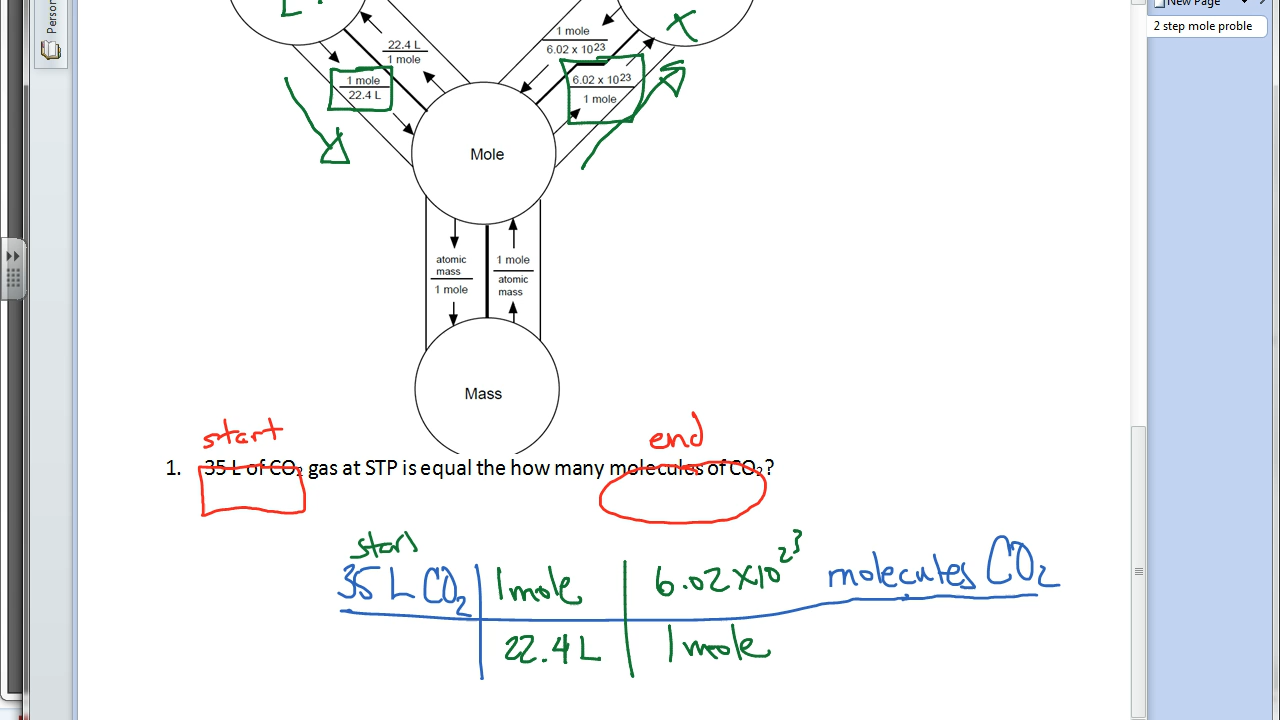 New Page
2 step mole proble
Person
L
x
22.4 L
1 mole
1 mole
6.02 x 10²³
1 mole
22.4 L
6.02 x 10²³
1 mole
Mole
atomic mass
1 mole
1 mole
atomic mass
Mass
start
end
1. 35 L of CO₂ gas at STP is equal the how many molecules of CO₂?
start
35 L CO₂ 1 mole 6.02 x 10²³ molecules CO₂
22.4 L 1 mole